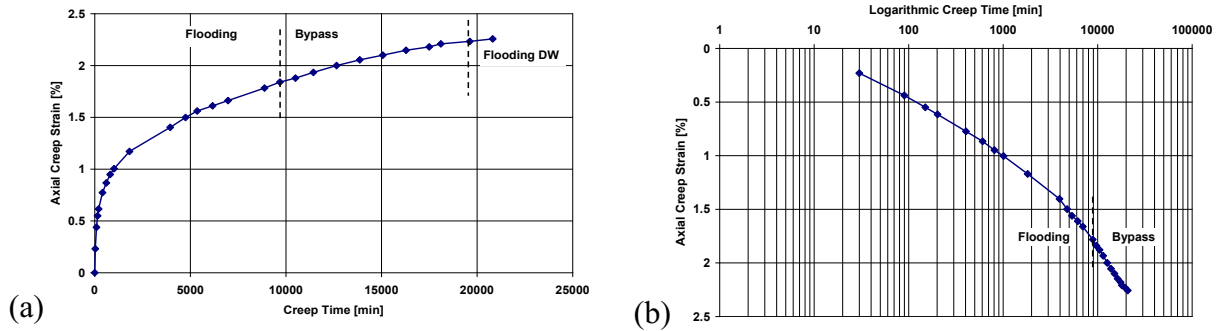 2.5
2
1.5
1
0.5
0
Axial Creep Strain [%]
Flooding
Bypass
Flooding DW
0 5000 10000 15000 20000 25000
Creep Time [min]
(a)
Logarithmic Creep Time [min]
1 10 100 1000 10000 100000
0
0.5
1
1.5
2
2.5
Axial Creep Strain [%]
Flooding
Bypass
(b)